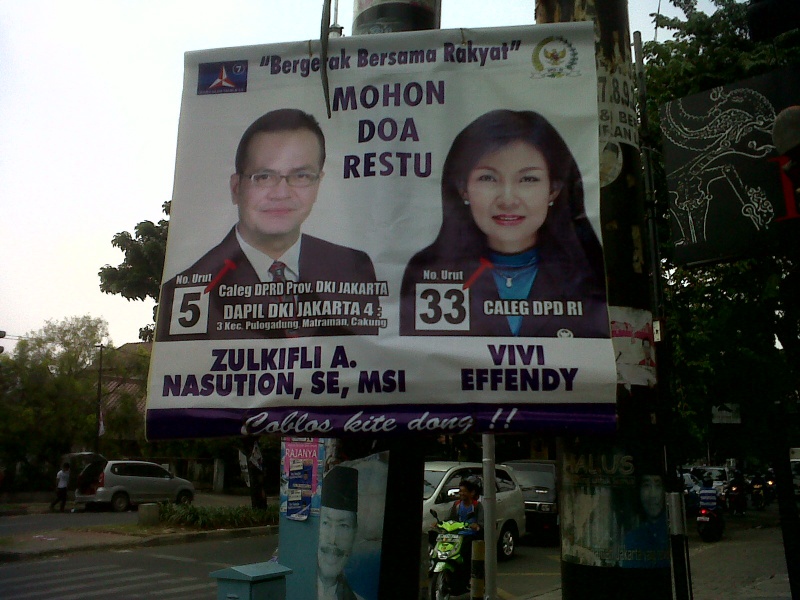 7
"Bergerak Bersama Rakyat"
MOHON
DOA
RESTU
No. Urut
5
Caleg DPRD Prov. DKI JAKARTA
DAPIL DKI JAKARTA 4 :
3 Kec. Pulogadung, Matraman, Cakung
No. Urut
33
CALEG DPD RI
ZULKIFLI A.
NASUTION, SE, MSI
VIVI
EFFENDY
Coblos kite dong !!
RAJANYA